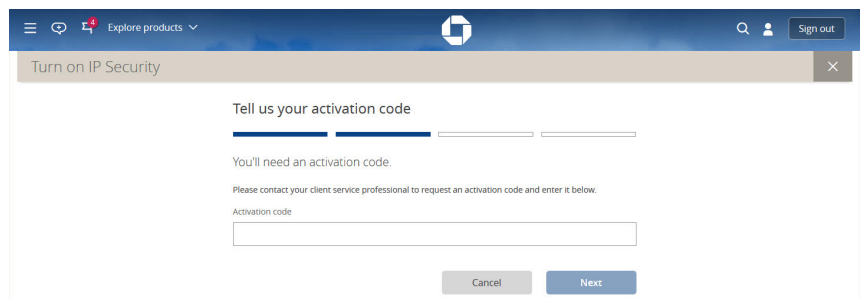 4
Explore products
Sign out
Turn on IP Security
Tell us your activation code
You'll need an activation code.
Please contact your client service professional to request an activation code and enter it below.
Activation code
Cancel
Next